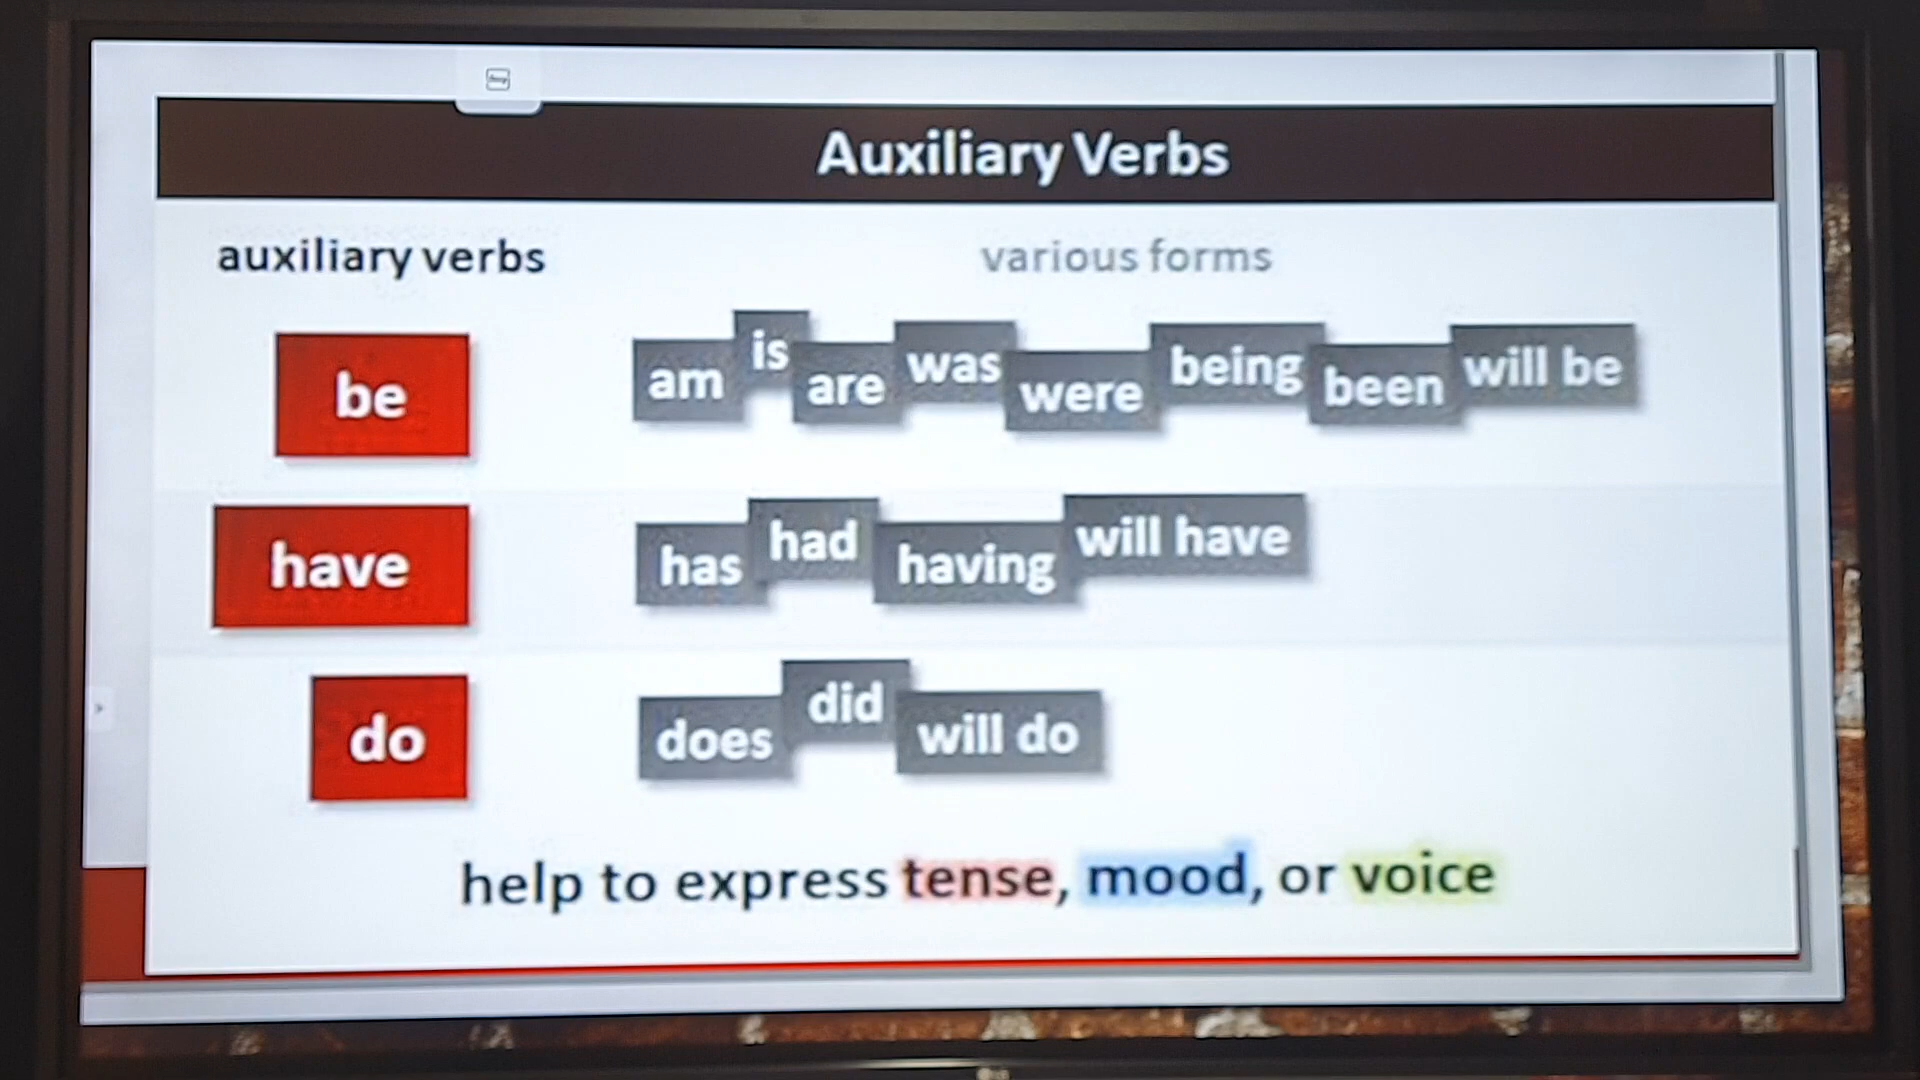 Auxiliary Verbs
auxiliary verbs various forms
be am is are was were being been will be
have has had having will have
do does did will do
help to express tense, mood, or voice